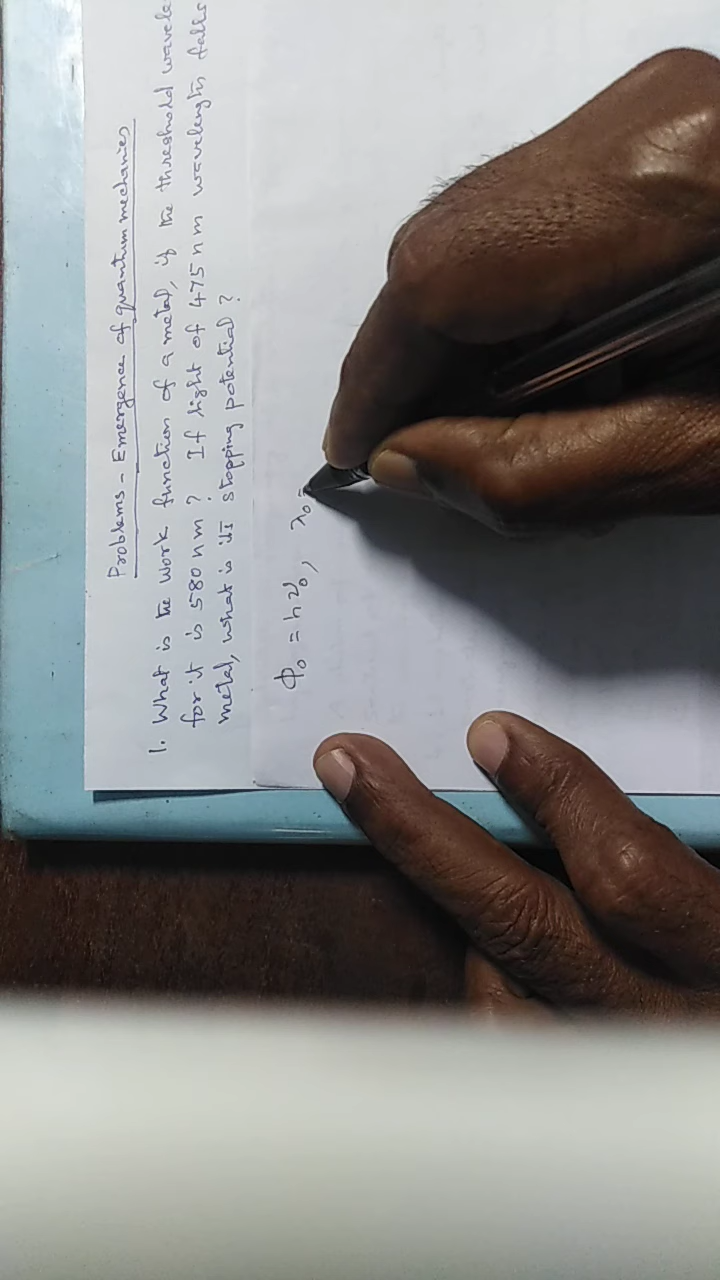 Problems - Emergence of quantum mechanics
1. What is the work function of a metal, if the threshold wavele
for it is 580 nm ? If light of 475 nm wavelength falls
metal, what is its stopping potential ?
Φ₀ = hν₀, λ₀ =